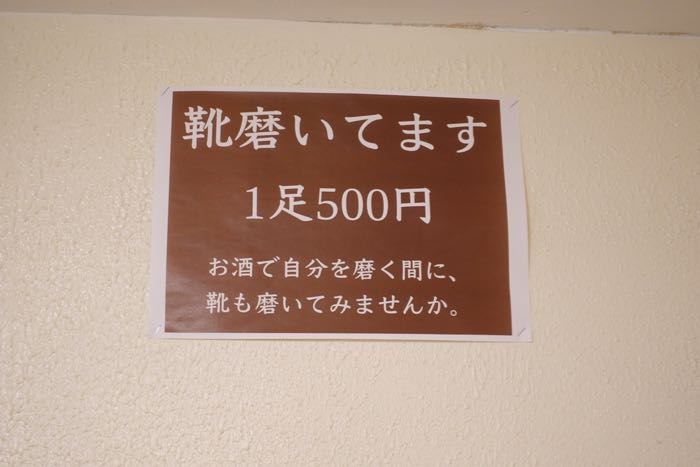 靴磨いてます
1足500円
お酒で自分を磨く間に、
靴も磨いてみませんか。